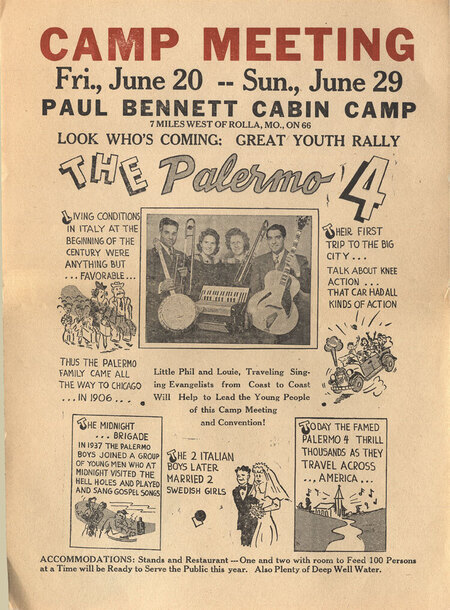 CAMP MEETING
Fri., June 20 -- Sun., June 29
PAUL BENNETT CABIN CAMP
7 MILES WEST OF ROLLA, MO., ON 66
LOOK WHO'S COMING: GREAT YOUTH RALLY
THE Palermo 4
LIVING CONDITIONS
IN ITALY AT THE
BEGINNING OF THE
CENTURY WERE
ANYTHING BUT
... FAVORABLE...
THUS THE PALERMO
FAMILY CAME ALL
THE WAY TO CHICAGO
... IN 1906...
THEIR FIRST
TRIP TO THE BIG
CITY...
TALK ABOUT KNEE
ACTION...
THAT CAR HAD ALL
KINDS OF ACTION
Little Phil and Louie, Traveling Sing-
ing Evangelists from Coast to Coast
Will Help to Lead the Young People
of this Camp Meeting
and Convention!
THE MIDNIGHT
... BRIGADE
IN 1937 THE PALERMO
BOYS JOINED A GROUP
OF YOUNG MEN WHO AT
MIDNIGHT VISITED THE
HELL HOLES AND PLAYED
AND SANG GOSPEL SONGS
THE 2 ITALIAN
BOYS LATER
MARRIED 2
SWEDISH GIRLS
TODAY THE FAMED
PALERMO 4 THRILL
THOUSANDS AS THEY
TRAVEL ACROSS
... AMERICA...
ACCOMMODATIONS: Stands and Restaurant -- One and two with room to Feed 100 Persons
at a Time will be Ready to Serve the Public this year. Also Plenty of Deep Well Water.